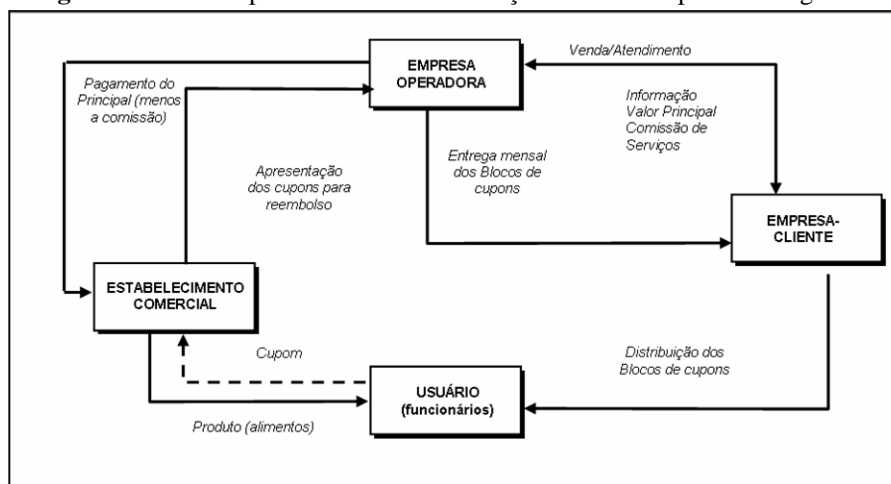 EMPRESA
OPERADORA
Venda/Atendimento
Pagamento do
Principal (menos
a comissão)
Informação
Valor Principal
Comissão de
Serviços
Apresentação
dos cupons para
reembolso
Entrega mensal
dos Blocos de
cupons
EMPRESA-
CLIENTE
ESTABELECIMENTO
COMERCIAL
Cupom
Distribuição dos
Blocos de cupons
USUÁRIO
(funcionários)
Produto (alimentos)